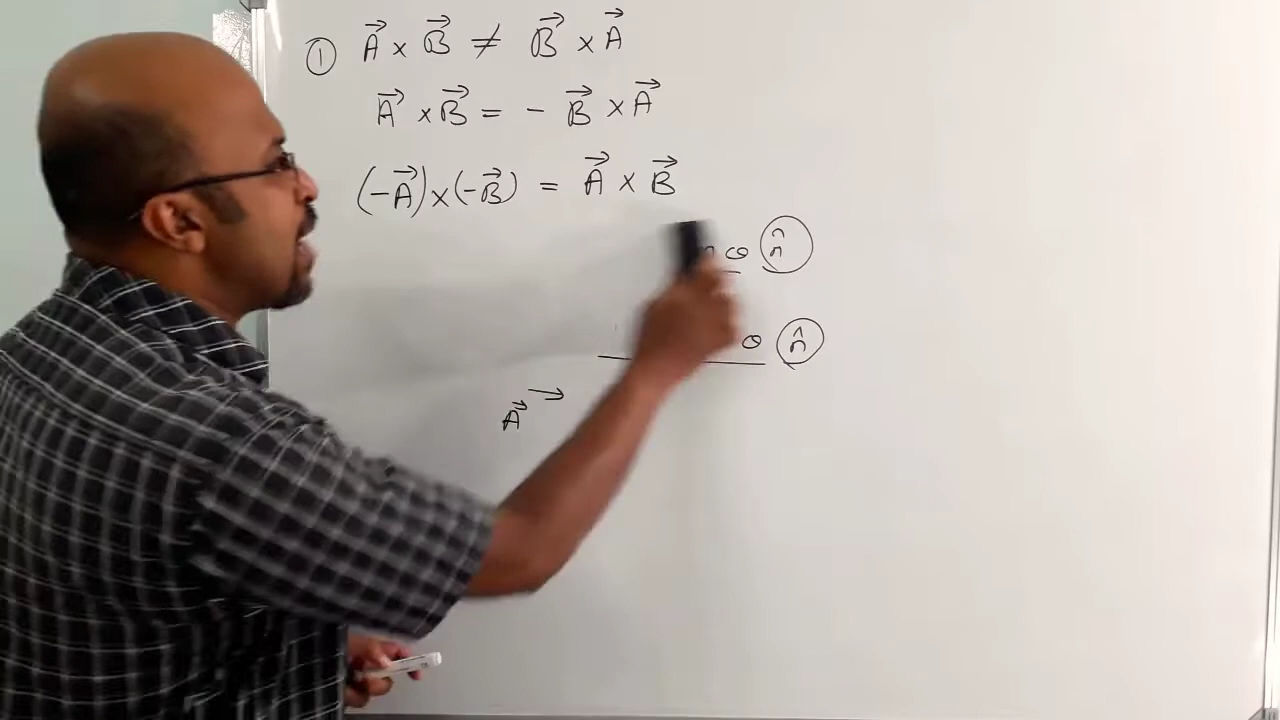 ① A⃗ × B⃗ ≠ B⃗ × A⃗
A⃗ × B⃗ = - B⃗ × A⃗
(-A⃗) × (-B⃗) = A⃗ × B⃗
θ n̂
θ n̂
A⃗ →